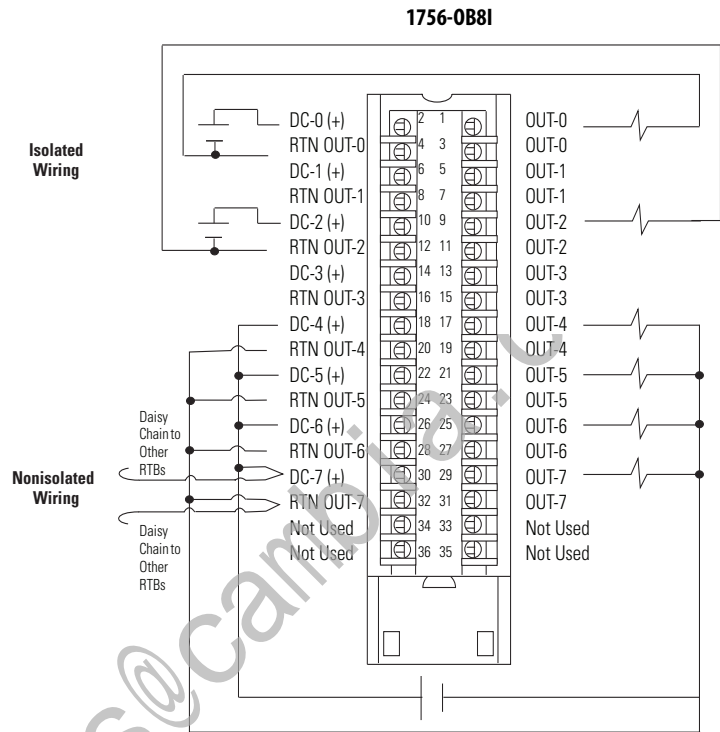 1756-OB8I
Isolated
Wiring
DC-0 (+) 2 1 OUT-0
RTN OUT-0 4 3 OUT-0
DC-1 (+) 6 5 OUT-1
RTN OUT-1 8 7 OUT-1
DC-2 (+) 10 9 OUT-2
RTN OUT-2 12 11 OUT-2
DC-3 (+) 14 13 OUT-3
RTN OUT-3 16 15 OUT-3
DC-4 (+) 18 17 OUT-4
RTN OUT-4 20 19 OUT-4
DC-5 (+) 22 21 OUT-5
RTN OUT-5 24 23 OUT-5
DC-6 (+) 26 25 OUT-6
RTN OUT-6 28 27 OUT-6
DC-7 (+) 30 29 OUT-7
RTN OUT-7 32 31 OUT-7
Not Used 34 33 Not Used
Not Used 36 35 Not Used
Daisy
Chain to
Other
RTBs
Nonisolated
Wiring
Daisy
Chain to
Other
RTBs
s@cambia.c